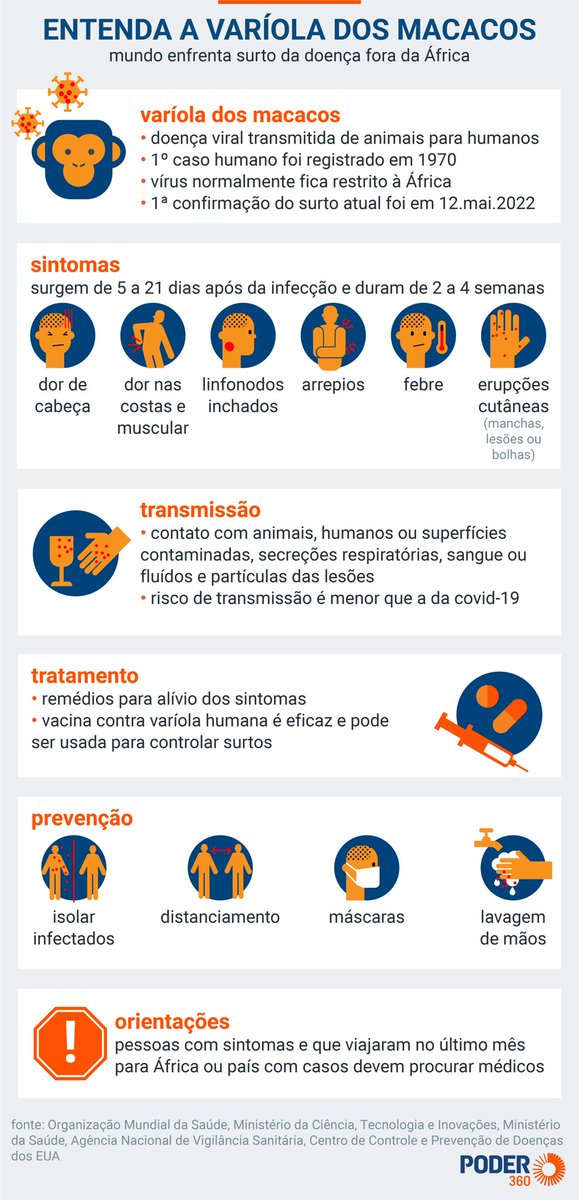 ENTENDA A VARÍOLA DOS MACACOS
mundo enfrenta surto da doença fora da África
varíola dos macacos
• doença viral transmitida de animais para humanos
• 1º caso humano foi registrado em 1970
• vírus normalmente fica restrito à África
• 1ª confirmação do surto atual foi em 12.mai.2022
sintomas
surgem de 5 a 21 dias após da infecção e duram de 2 a 4 semanas
dor de
cabeça
dor nas
costas e
muscular
linfonodos
inchados
arrepios
febre
erupções
cutâneas
(manchas,
lesões ou
bolhas)
transmissão
• contato com animais, humanos ou superfícies
contaminadas, secreções respiratórias, sangue ou
fluídos e partículas das lesões
• risco de transmissão é menor que a da covid-19
tratamento
• remédios para alívio dos sintomas
• vacina contra varíola humana é eficaz e pode
ser usada para controlar surtos
prevenção
isolar
infectados
distanciamento
máscaras
lavagem
de mãos
!
orientações
pessoas com sintomas e que viajaram no último mês
para África ou país com casos devem procurar médicos
fonte: Organização Mundial da Saúde, Ministério da Ciência, Tecnologia e Inovações, Ministério
da Saúde, Agência Nacional de Vigilância Sanitária, Centro de Controle e Prevenção de Doenças
dos EUA
PODER
360